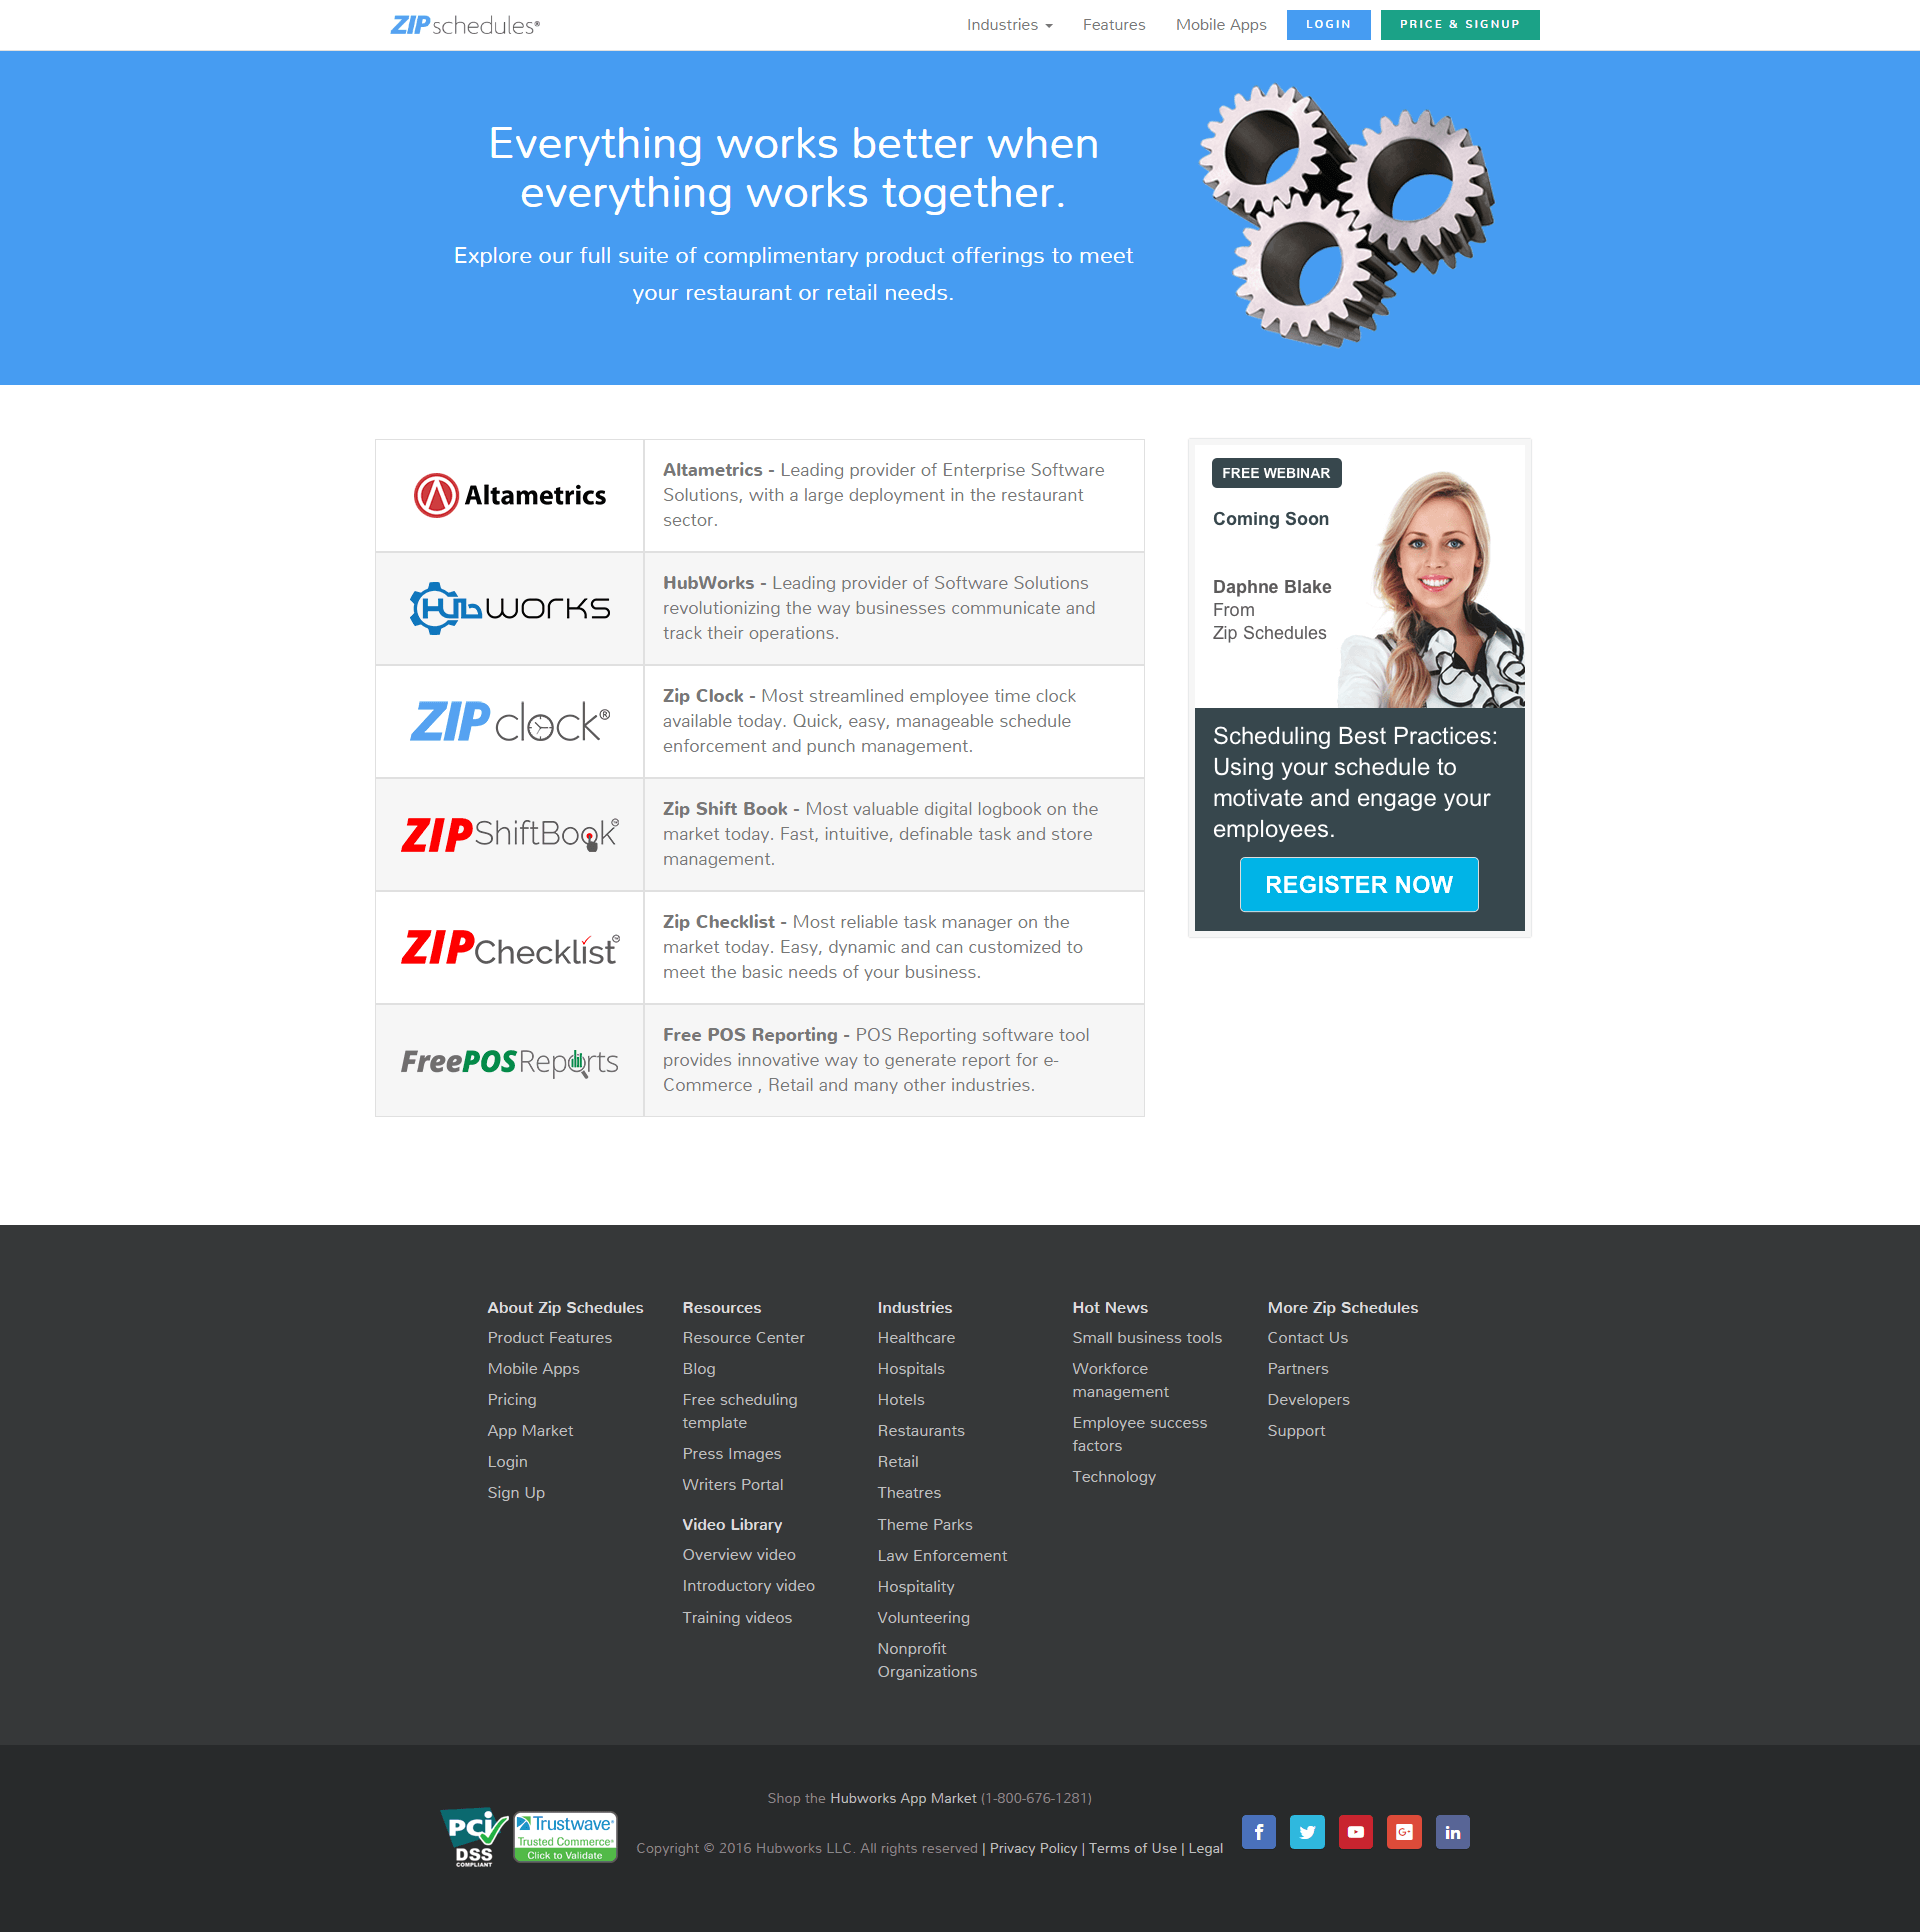 ZIPschedules®
Industries
Features
Mobile Apps
LOGIN
PRICE & SIGNUP
Everything works better when
everything works together.
Explore our full suite of complimentary product offerings to meet
your restaurant or retail needs.
Altametrics
Altametrics - Leading provider of Enterprise Software
Solutions, with a large deployment in the restaurant
sector.
Hub WORKS
HubWorks - Leading provider of Software Solutions
revolutionizing the way businesses communicate and
track their operations.
ZIP clock®
Zip Clock - Most streamlined employee time clock
available today. Quick, easy, manageable schedule
enforcement and punch management.
ZIPShiftBook
Zip Shift Book - Most valuable digital logbook on the
market today. Fast, intuitive, definable task and store
management.
ZIPChecklist
Zip Checklist - Most reliable task manager on the
market today. Easy, dynamic and can customized to
meet the basic needs of your business.
FreePOSReports
Free POS Reporting - POS Reporting software tool
provides innovative way to generate report for e-
Commerce , Retail and many other industries.
FREE WEBINAR
Coming Soon
Daphne Blake
From
Zip Schedules
Scheduling Best Practices:
Using your schedule to
motivate and engage your
employees.
REGISTER NOW
About Zip Schedules
Product Features
Mobile Apps
Pricing
App Market
Login
Sign Up
Resources
Resource Center
Blog
Free scheduling
template
Press Images
Writers Portal
Video Library
Overview video
Introductory video
Training videos
Industries
Healthcare
Hospitals
Hotels
Restaurants
Retail
Theatres
Theme Parks
Law Enforcement
Hospitality
Volunteering
Nonprofit
Organizations
Hot News
Small business tools
Workforce
management
Employee success
factors
Technology
More Zip Schedules
Contact Us
Partners
Developers
Support
PCi
DSS
COMPLIANT
Trustwave®
Trusted Commerce®
Click to Validate
Shop the Hubworks App Market (1-800-676-1281)
Copyright © 2016 Hubworks LLC. All rights reserved | Privacy Policy | Terms of Use | Legal
f
G+
in